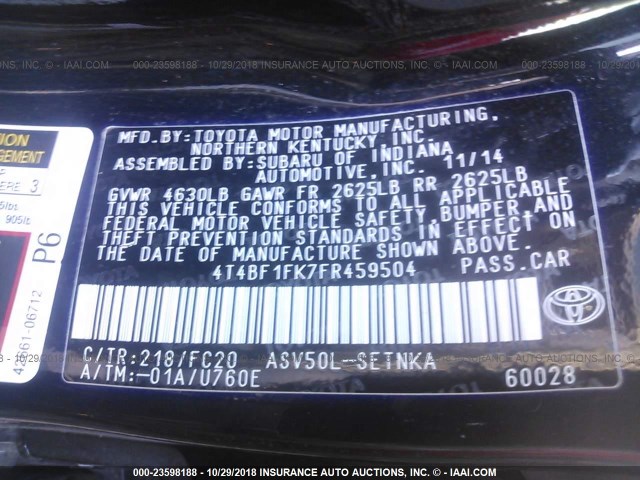 000-23598188 - 10/29/2018 INSURANCE AUTO AUCTIONS, INC. - IAAI.COM
MFD.BY:TOYOTA MOTOR MANUFACTURING,
NORTHERN KENTUCKY,INC.
ASSEMBLED BY:SUBARU OF INDIANA
AUTOMOTIVE,INC. 11/14
GVWR 4630LB GAWR FR 2625LB RR 2625LB
THIS VEHICLE CONFORMS TO ALL APPLICABLE
FEDERAL MOTOR VEHICLE SAFETY,BUMPER,AND
THEFT PREVENTION STANDARDS IN EFFECT ON
THE DATE OF MANUFACTURE SHOWN ABOVE.
4T4BF1FK7FR459504 PASS.CAR
C/TR:218/FC20 ASV50L-SETNKA
A/TM:-01A/U760E 60028
TOYOTA
P6
3
000-23598188 - 10/29/2018 INSURANCE AUTO AUCTIONS, INC. - IAAI.COM